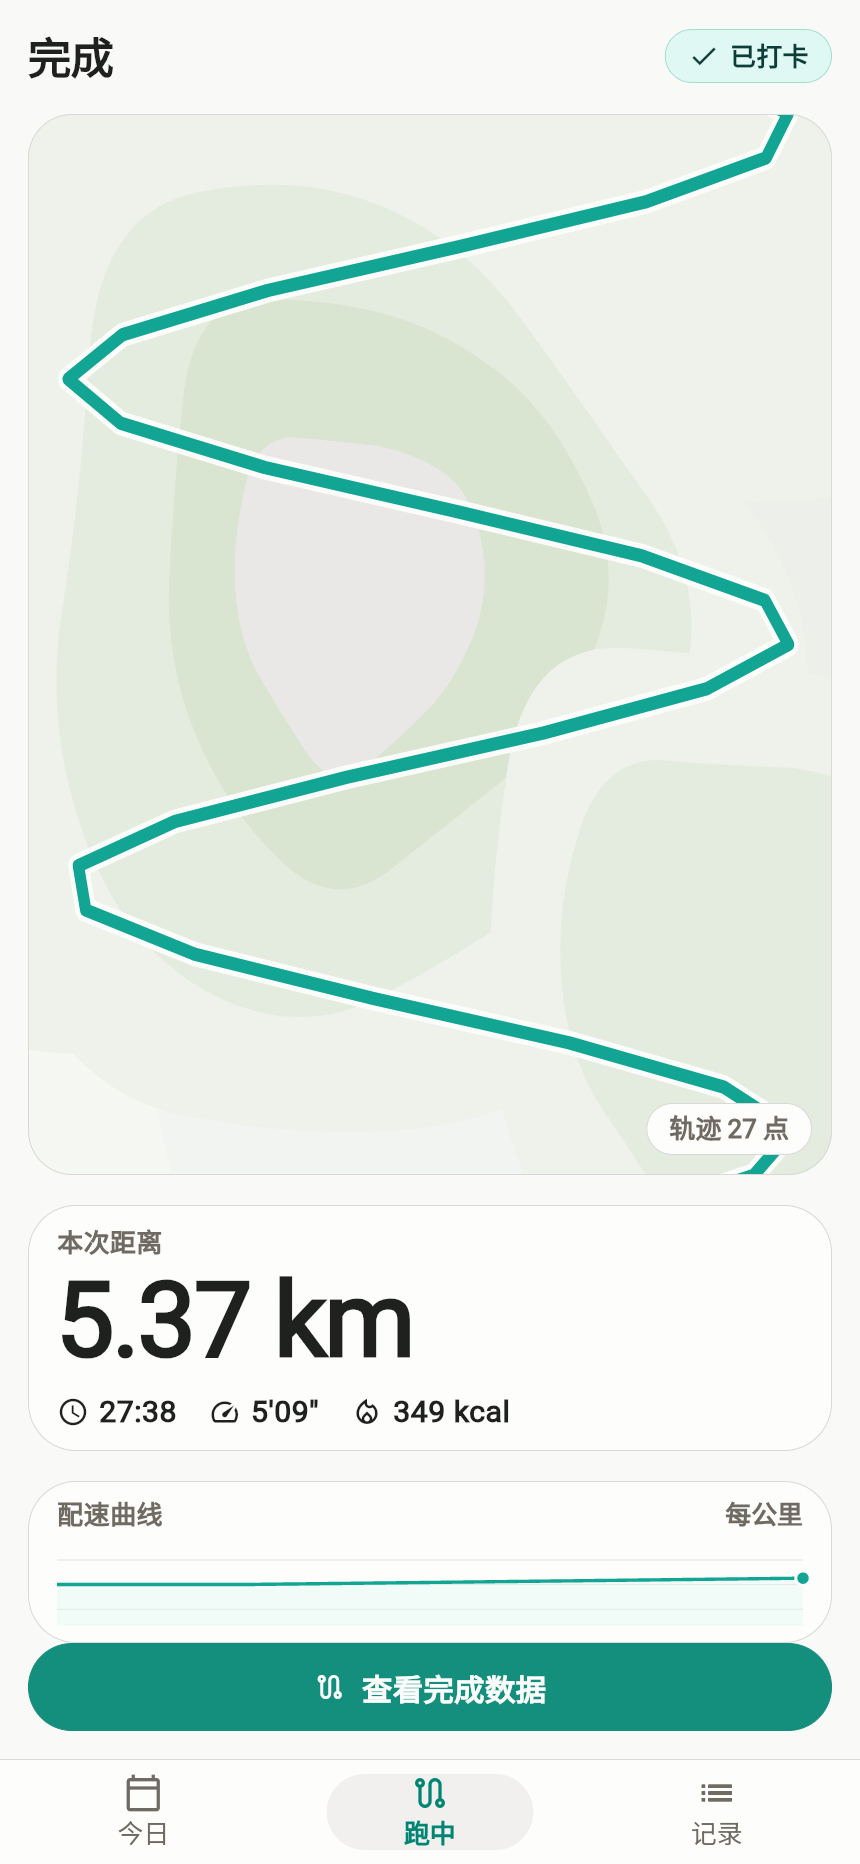 完成
已打卡
轨迹 27 点
本次距离
5.37 km
27:38 5'09" 349 kcal
配速曲线 每公里
查看完成数据
今日 跑中 记录